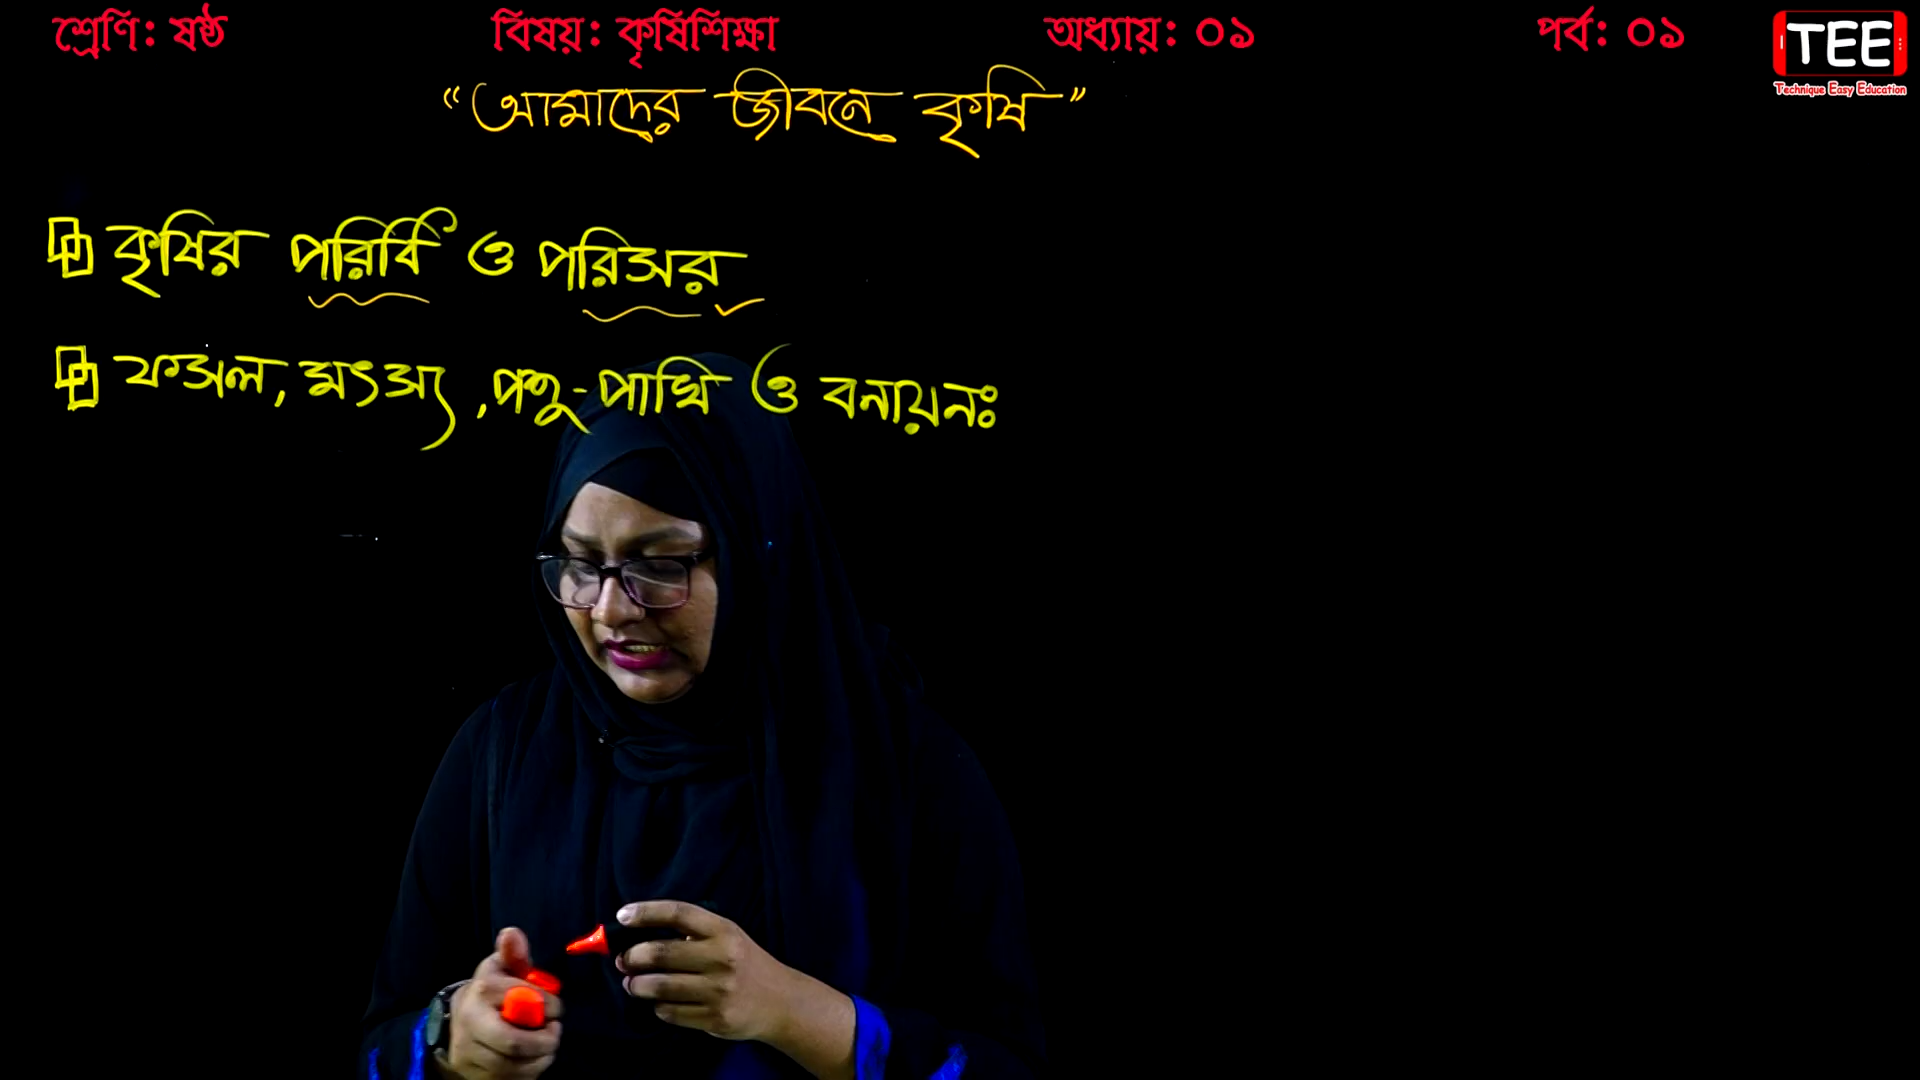 শ্রেণি: ষষ্ঠ বিষয়: কৃষিশিক্ষা অধ্যায়: ০১ পর্ব: ০১
TEE
Technique Easy Education
“আমাদের জীবনে কৃষি”
কৃষির পরিধি ও পরিসর
ফসল, মৎস্য, পশু-পাখি ও বনায়নঃ